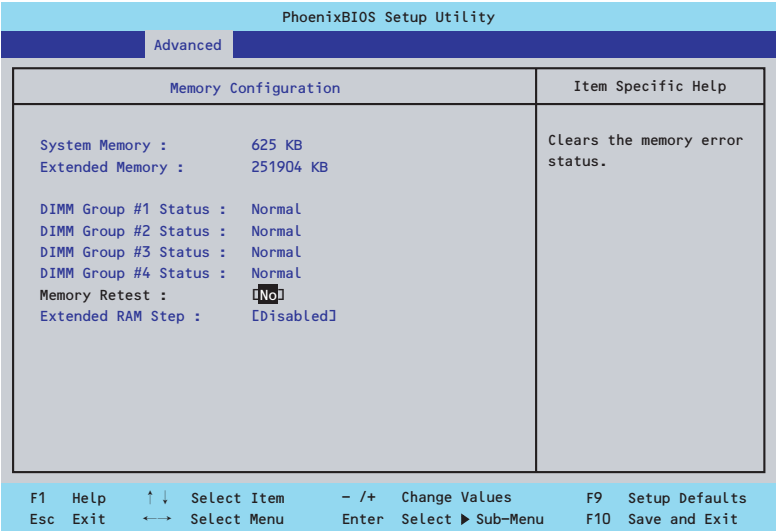 PhoenixBIOS Setup Utility
Advanced
Memory Configuration
Item Specific Help
System Memory : 625 KB
Extended Memory : 251904 KB
DIMM Group #1 Status : Normal
DIMM Group #2 Status : Normal
DIMM Group #3 Status : Normal
DIMM Group #4 Status : Normal
Memory Retest : [No]
Extended RAM Step : [Disabled]
Clears the memory error
status.
F1 Help ↑↓ Select Item - /+ Change Values F9 Setup Defaults
Esc Exit ←→ Select Menu Enter Select ▶ Sub-Menu F10 Save and Exit